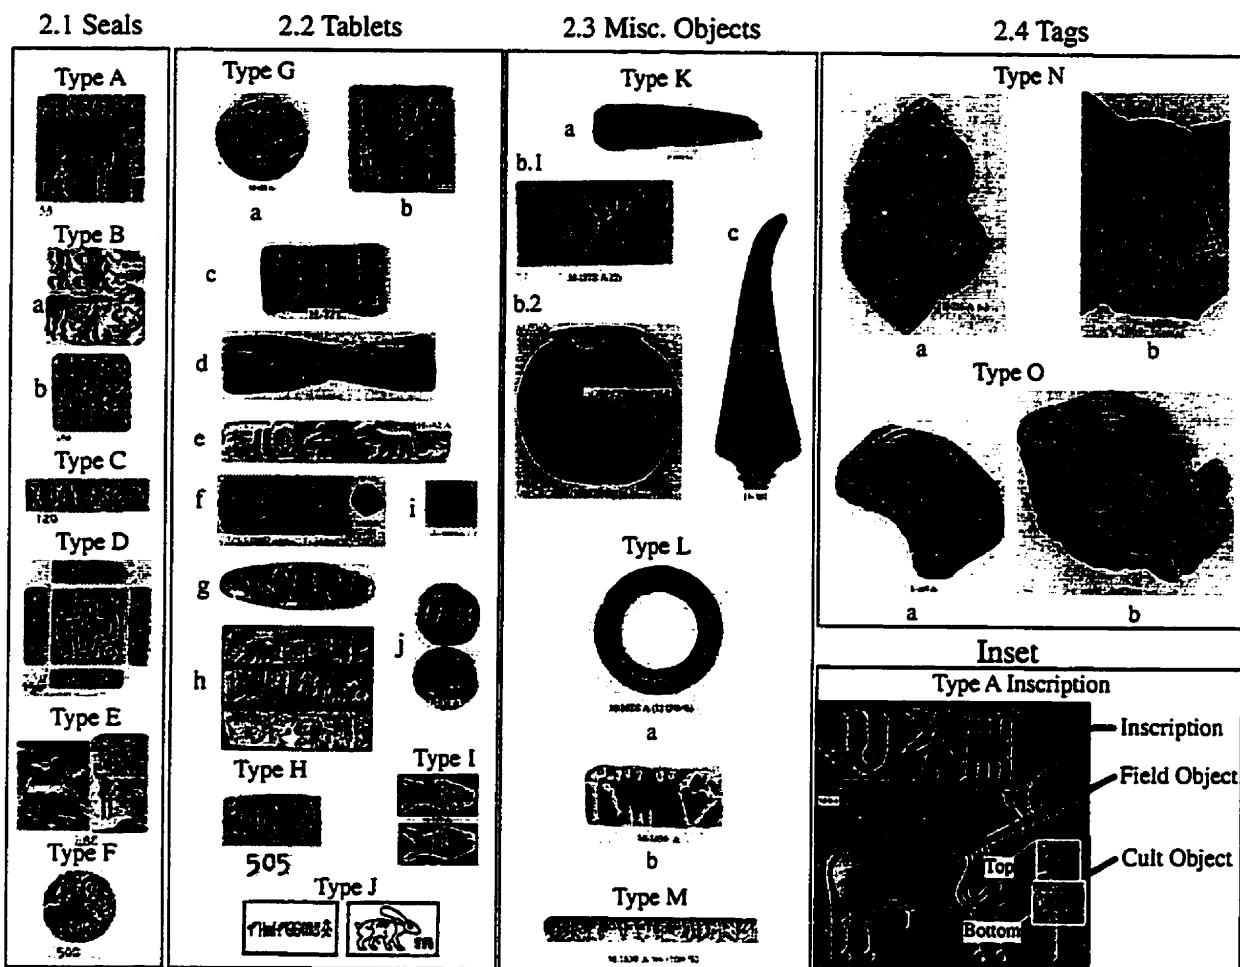 2.1 Seals
Type A
Type B
a
b
Type C
120
Type D
Type E
Type F
500
2.2 Tablets
Type G
a
b
c
d
e
f
i
g
j
h
Type H
505
Type I
Type J
2.3 Misc. Objects
Type K
a
b.1
b.2
c
Type L
a
b
Type M
2.4 Tags
Type N
a
b
Type O
a
b
Inset
Type A Inscription
Inscription
Field Object
Cult Object
Top
Bottom